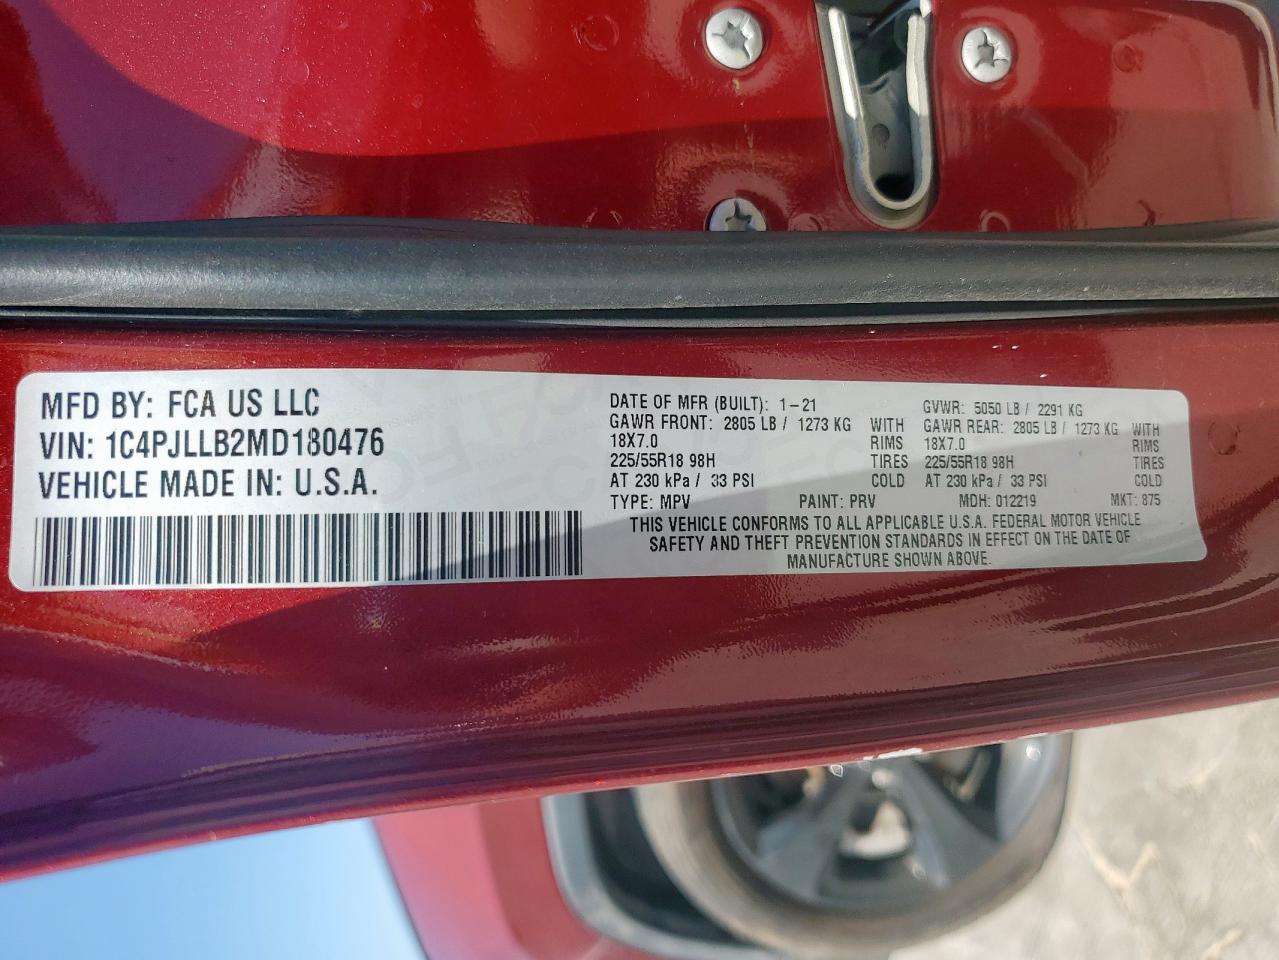 MFD BY: FCA US LLC
VIN: 1C4PJLLB2MD180476
VEHICLE MADE IN: U.S.A.
DATE OF MFR (BUILT): 1-21 GVWR: 5050 LB / 2291 KG
GAWR FRONT: 2805 LB / 1273 KG WITH GAWR REAR: 2805 LB / 1273 KG WITH
18X7.0 RIMS 18X7.0 RIMS
225/55R18 98H TIRES 225/55R18 98H TIRES
AT 230 kPa / 33 PSI COLD AT 230 kPa / 33 PSI COLD
TYPE: MPV PAINT: PRV MDH: 012219 MKT: 875
THIS VEHICLE CONFORMS TO ALL APPLICABLE U.S.A. FEDERAL MOTOR VEHICLE
SAFETY AND THEFT PREVENTION STANDARDS IN EFFECT ON THE DATE OF
MANUFACTURE SHOWN ABOVE.